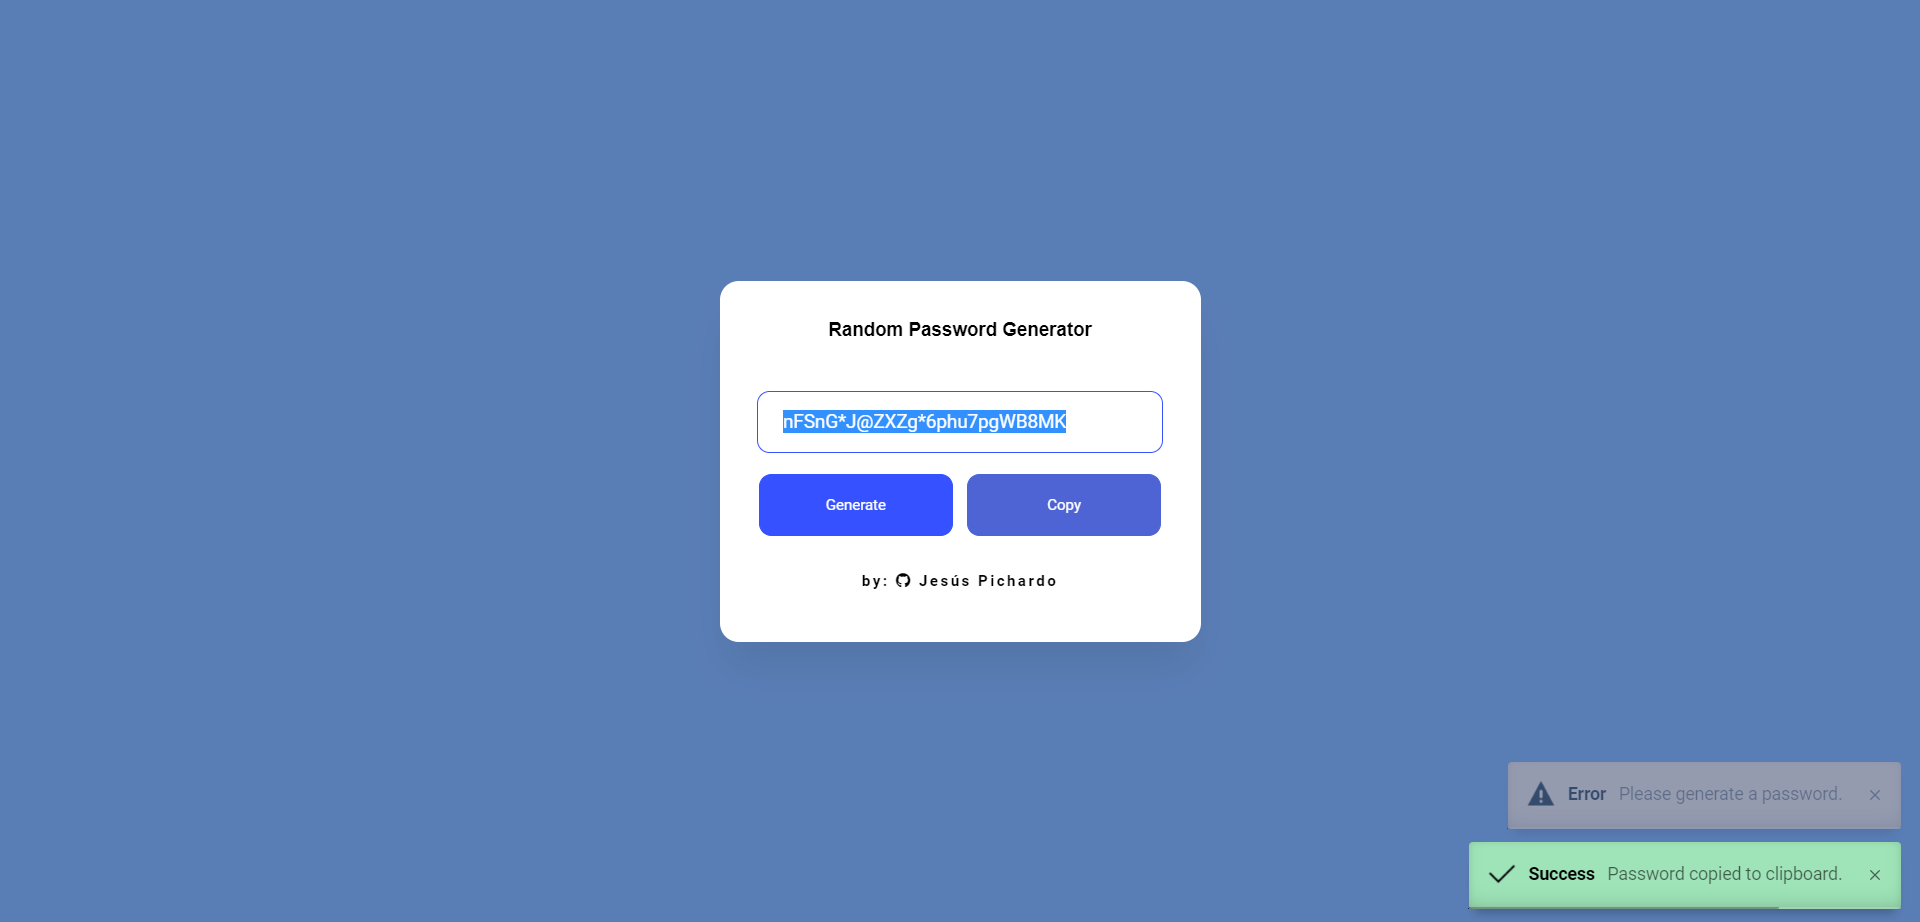 Random Password Generator
nFSnG*J@ZXZg*6phu7pgWB8MK
Generate Copy
by: Jesús Pichardo
Error Please generate a password.
Success Password copied to clipboard.